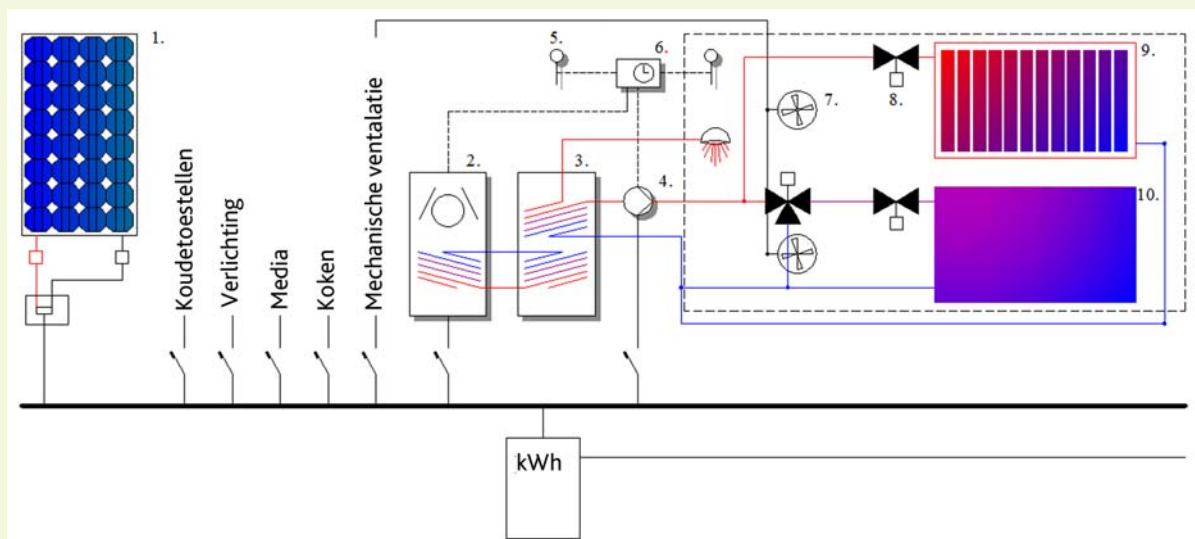 1.
5.
6.
9.
8.
7.
2.
3.
4.
10.
Koudetoestellen
Verlichting
Media
Koken
Mechanische ventalatie
kWh